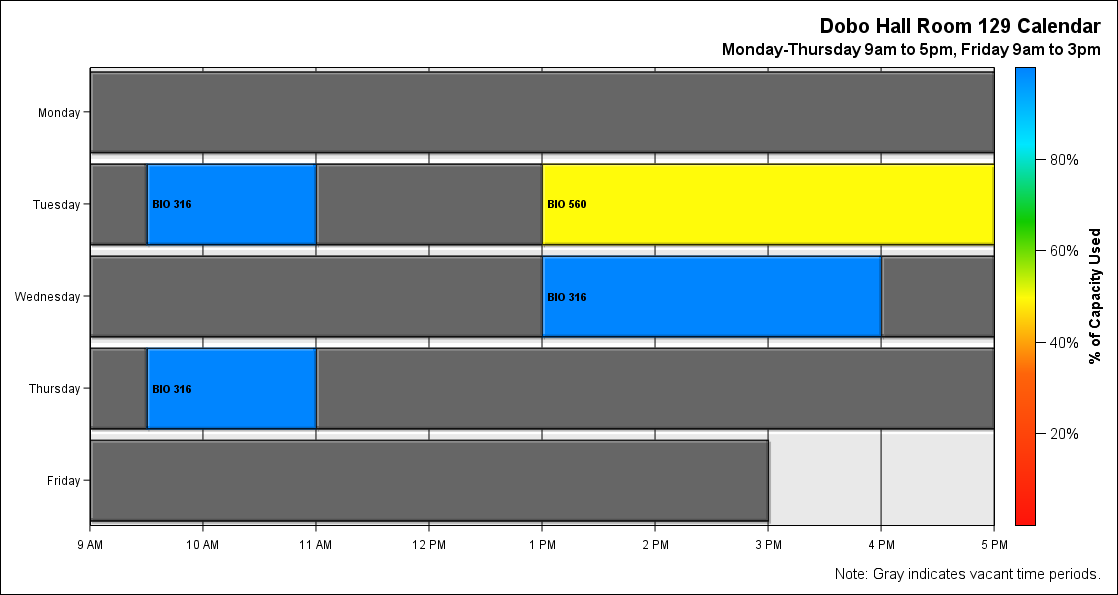 Dobo Hall Room 129 Calendar
Monday-Thursday 9am to 5pm, Friday 9am to 3pm
Monday
Tuesday
BIO 316
BIO 560
Wednesday
BIO 316
Thursday
BIO 316
Friday
9 AM
10 AM
11 AM
12 PM
1 PM
2 PM
3 PM
4 PM
5 PM
80%
60%
40%
20%
% of Capacity Used
Note: Gray indicates vacant time periods.